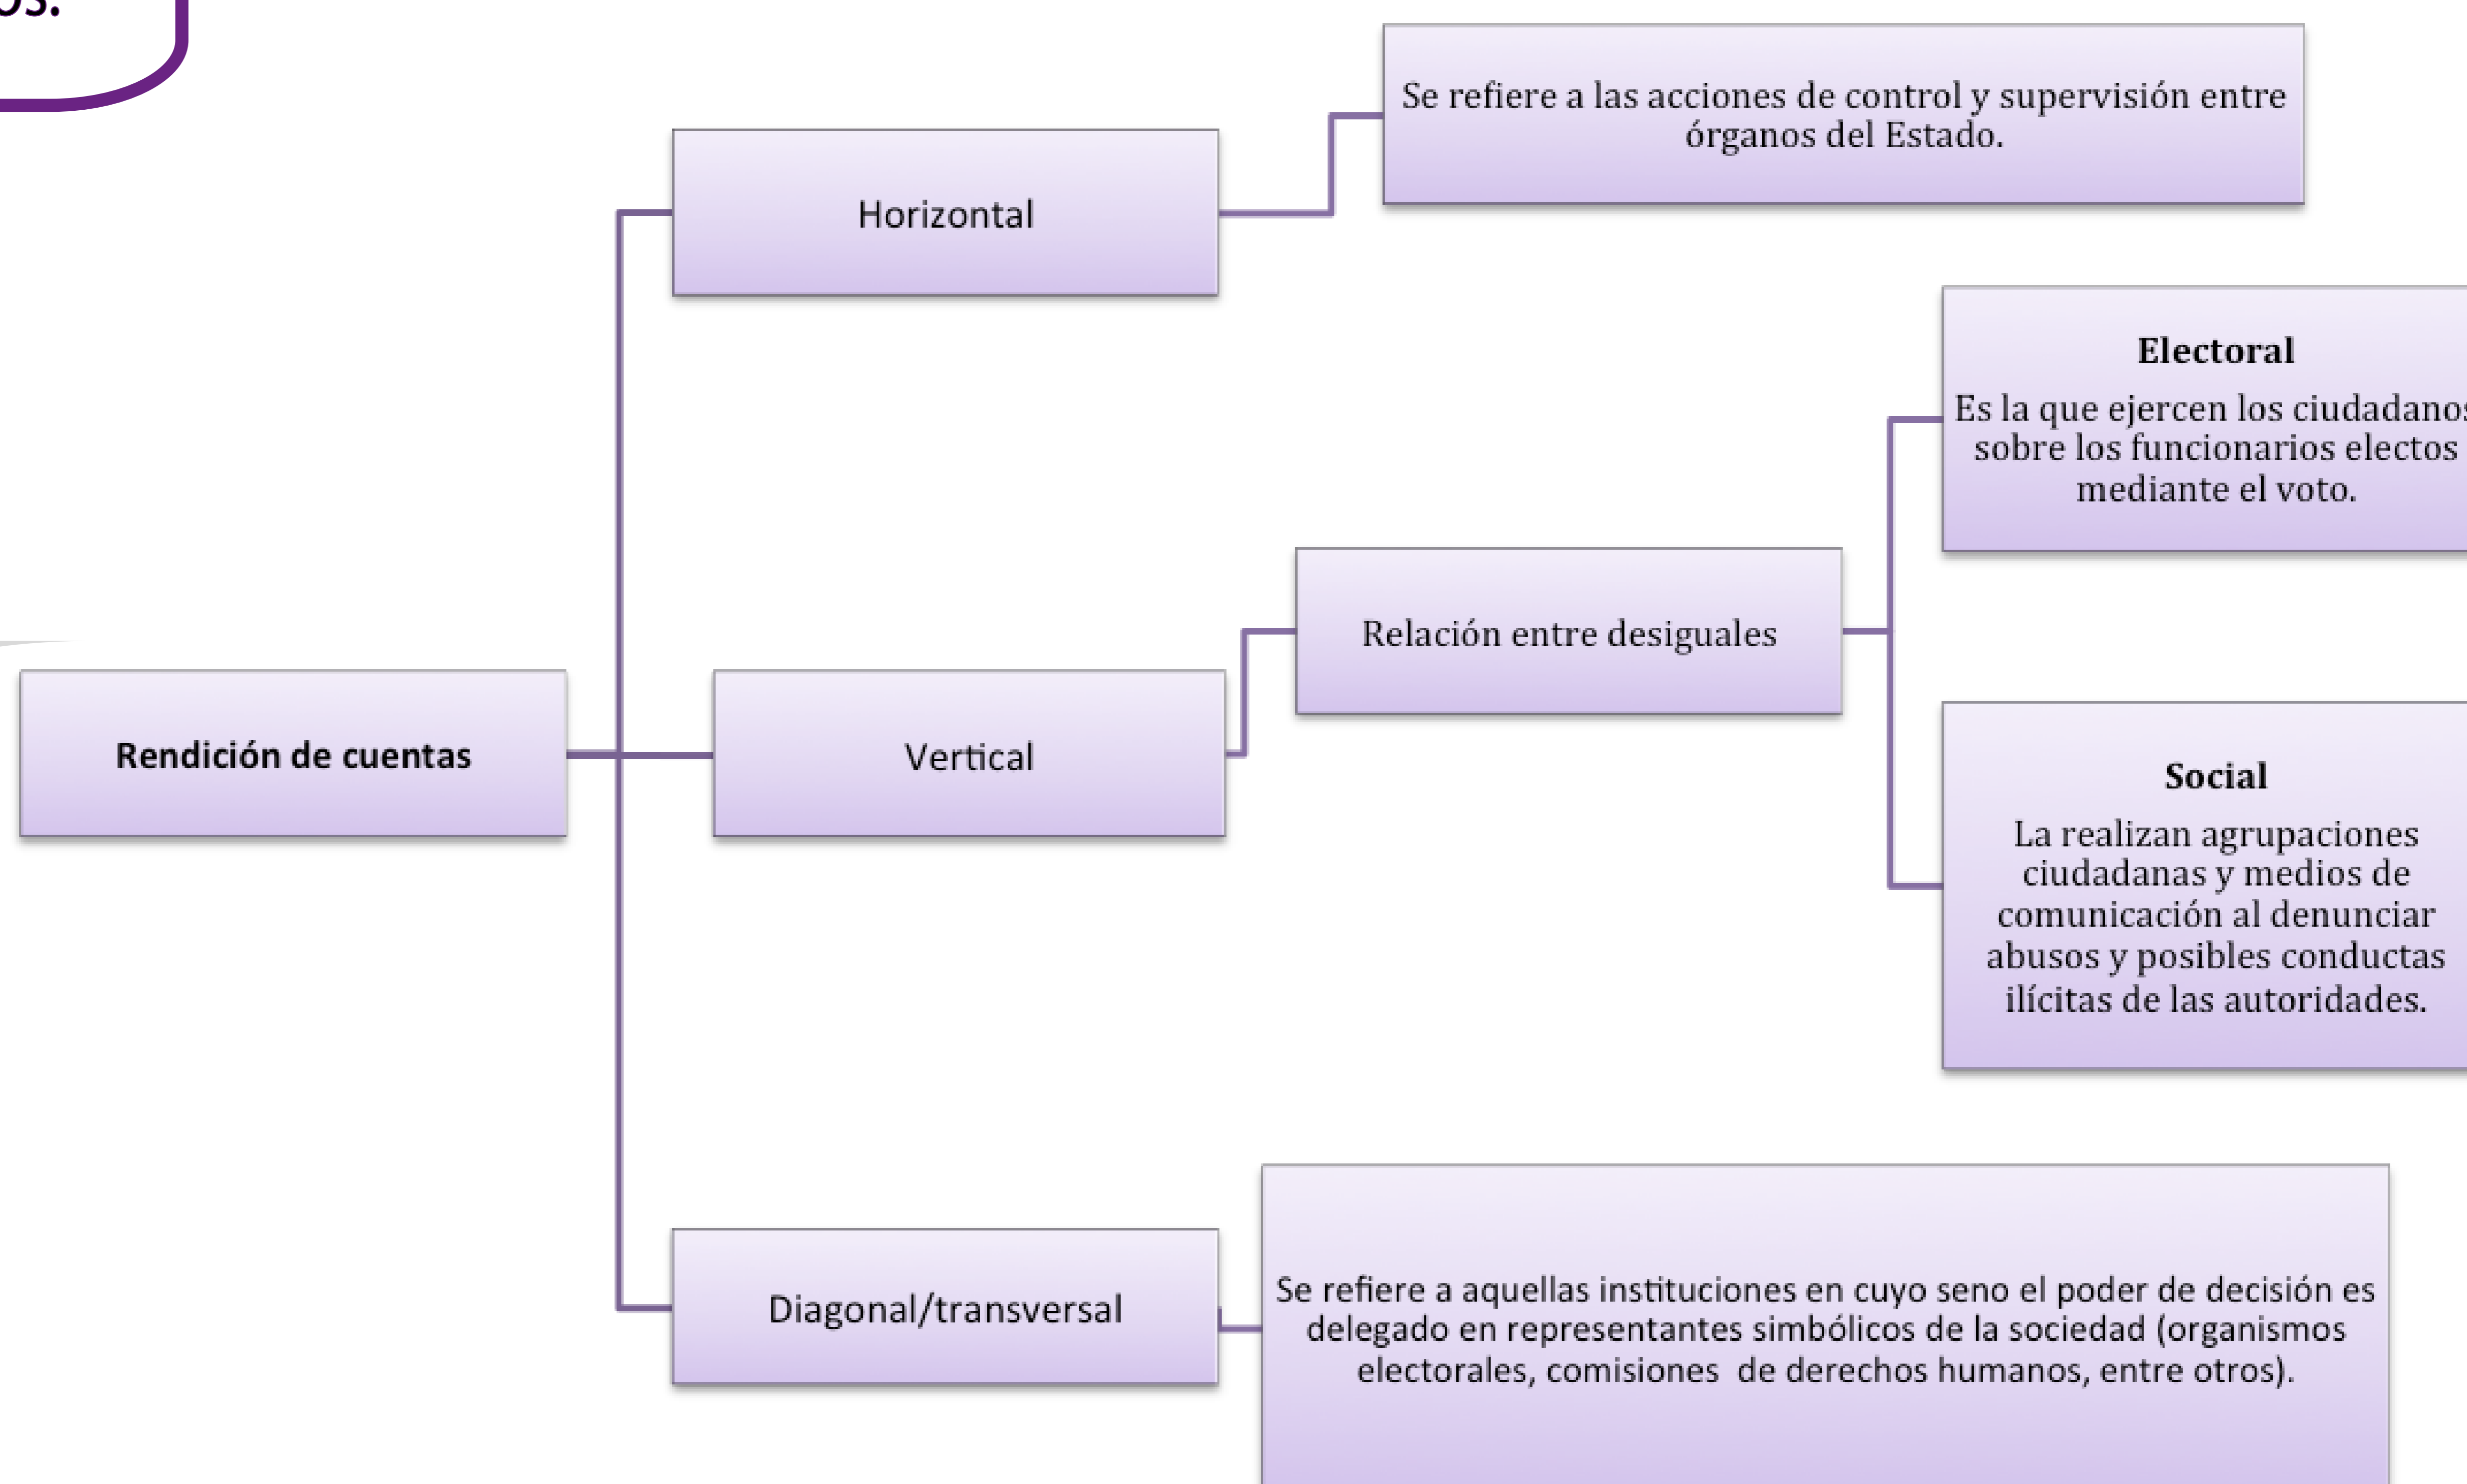 os.
Se refiere a las acciones de control y supervisión entre
órganos del Estado.
Horizontal
Electoral
Es la que ejercen los ciudadanos
sobre los funcionarios electos
mediante el voto.
Relación entre desiguales
Rendición de cuentas
Vertical
Social
La realizan agrupaciones
ciudadanas y medios de
comunicación al denunciar
abusos y posibles conductas
ilícitas de las autoridades.
Diagonal/transversal
Se refiere a aquellas instituciones en cuyo seno el poder de decisión es
delegado en representantes simbólicos de la sociedad (organismos
electorales, comisiones  de derechos humanos, entre otros).